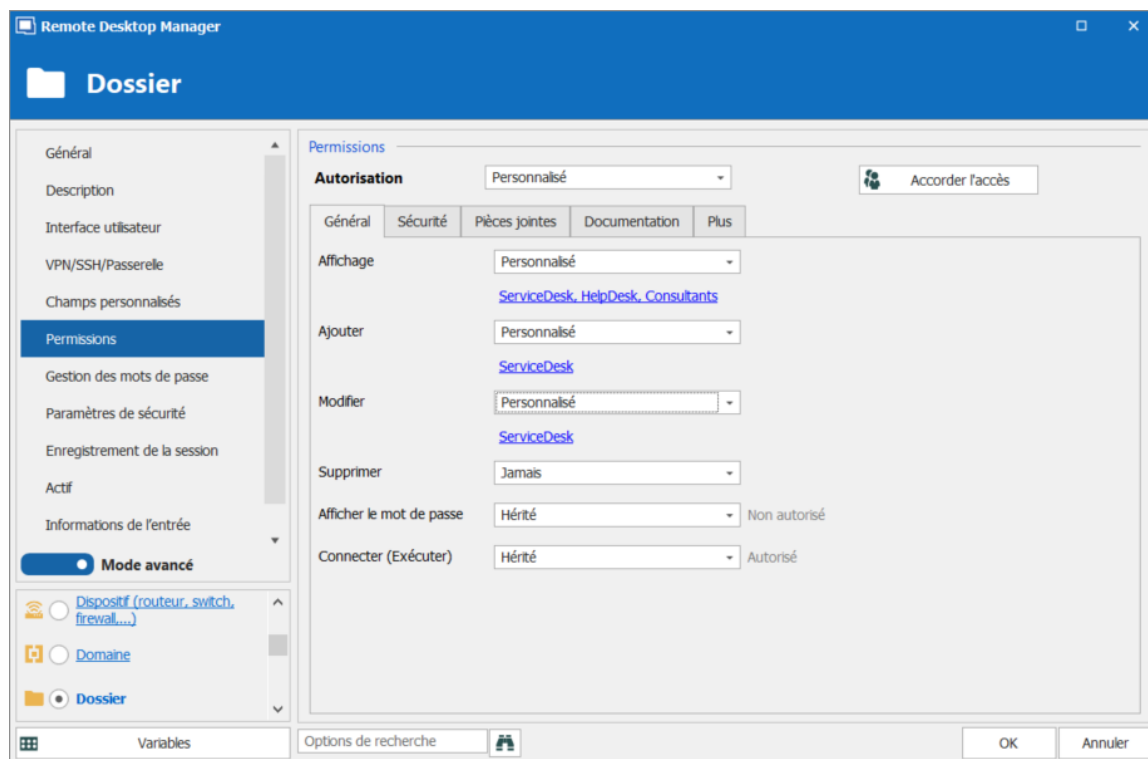 Remote Desktop Manager
Dossier
Général
Description
Interface utilisateur
VPN/SSH/Passerelle
Champs personnalisés
Permissions
Gestion des mots de passe
Paramètres de sécurité
Enregistrement de la session
Actif
Informations de l'entrée
Mode avancé
Dispositif (routeur, switch,
firewall,...)
Domaine
Dossier
Variables
Permissions
Autorisation Personnalisé Accorder l'accès
Général Sécurité Pièces jointes Documentation Plus
Affichage Personnalisé
ServiceDesk, HelpDesk, Consultants
Ajouter Personnalisé
ServiceDesk
Modifier Personnalisé
ServiceDesk
Supprimer Jamais
Afficher le mot de passe Hérité Non autorisé
Connecter (Exécuter) Hérité Autorisé
Options de recherche
OK Annuler